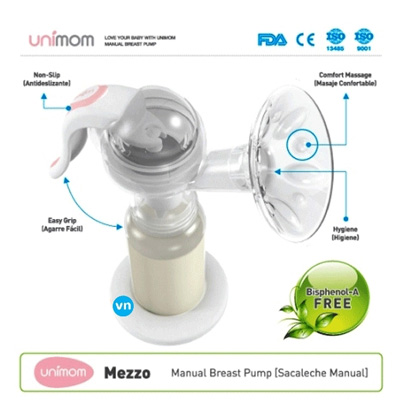 unimom
LOVE YOUR BABY WITH UNIMOM
MANUAL BREAST PUMP
FDA CE ISO 13485 ISO 9001
Non-Slip
(Antideslizante)
Comfort Massage
(Masaje Confortable)
Easy Grip
(Agarre Fácil)
Hygiene
(Higiene)
vn
Bisphenol-A
FREE
unimom Mezzo Manual Breast Pump [Sacaleche Manual]